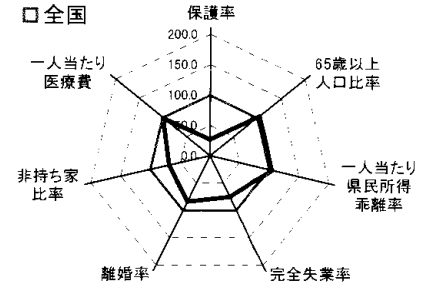 □全国
保護率
200.0
150.0
100.0
50.0
0.0
65歳以上
人口比率
一人当たり
県民所得
乖離率
完全失業率
離婚率
非持ち家
比率
一人当たり
医療費